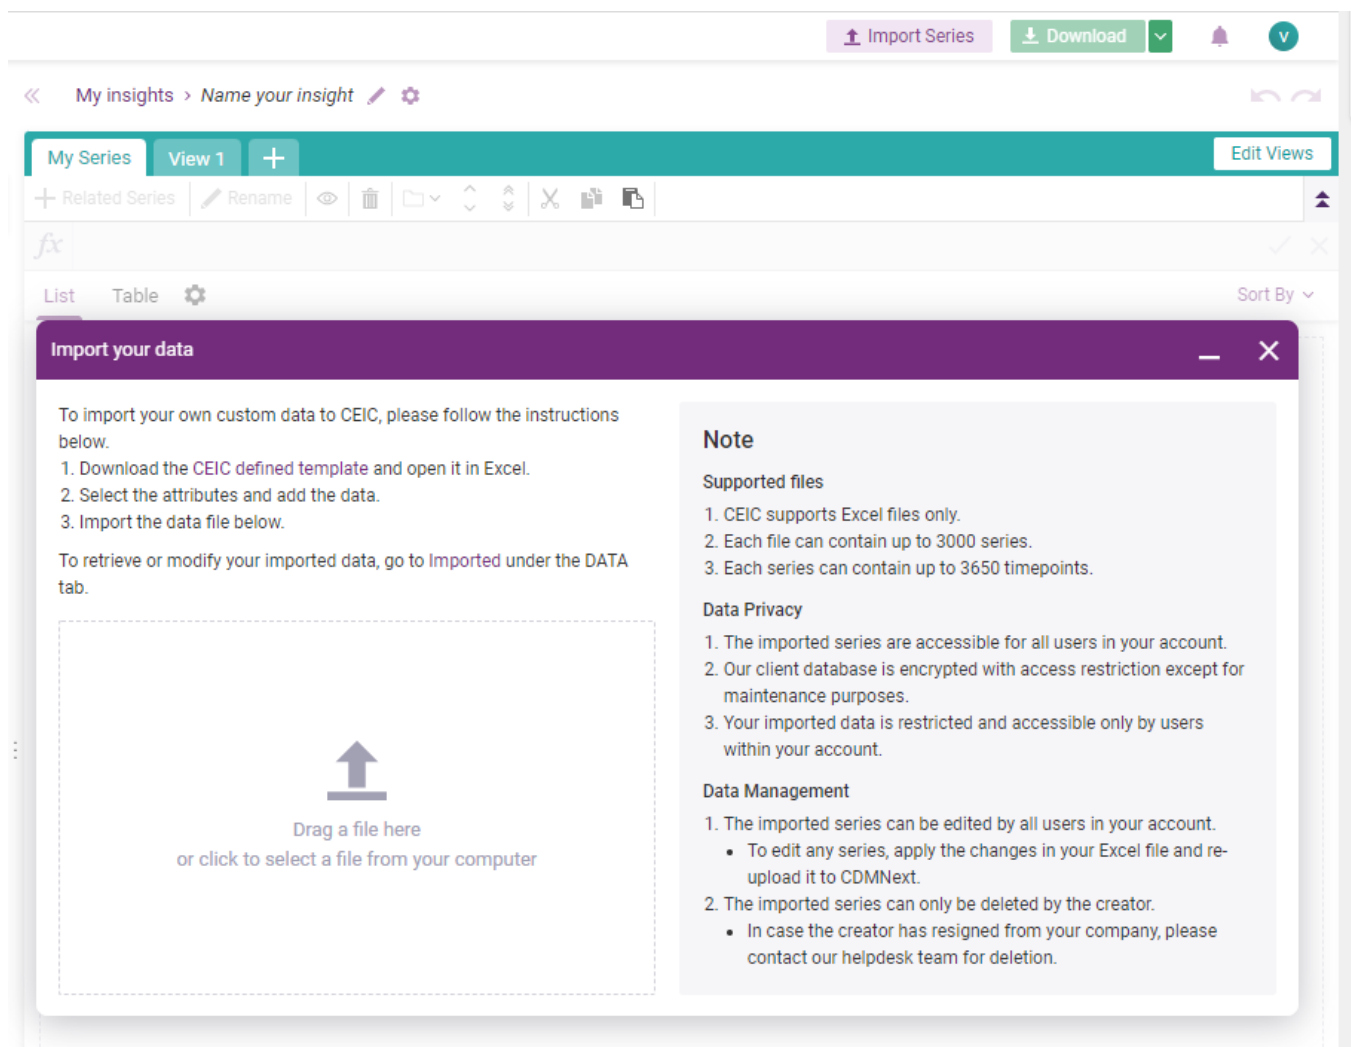 Import Series
Download
V
My insights › Name your insight
My Series
View 1
Edit Views
Related Series
Rename
fx
List
Table
Sort By
Import your data
To import your own custom data to CEIC, please follow the instructions
below.
1. Download the CEIC defined template and open it in Excel.
2. Select the attributes and add the data.
3. Import the data file below.
To retrieve or modify your imported data, go to Imported under the DATA
tab.
Drag a file here
or click to select a file from your computer
Note
Supported files
1. CEIC supports Excel files only.
2. Each file can contain up to 3000 series.
3. Each series can contain up to 3650 timepoints.
Data Privacy
1. The imported series are accessible for all users in your account.
2. Our client database is encrypted with access restriction except for
maintenance purposes.
3. Your imported data is restricted and accessible only by users
within your account.
Data Management
1. The imported series can be edited by all users in your account.
• To edit any series, apply the changes in your Excel file and re-
upload it to CDMNext.
2. The imported series can only be deleted by the creator.
• In case the creator has resigned from your company, please
contact our helpdesk team for deletion.